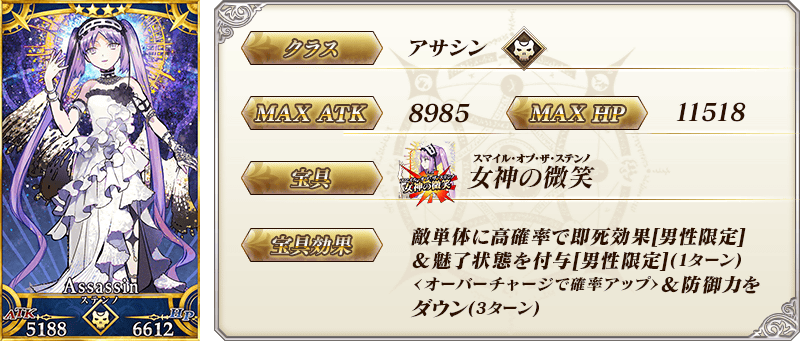 Assassin
ステンノ
ATK
5188
HP
6612
クラス
アサシン
MAX ATK
8985
MAX HP
11518
宝具
女神の微笑
スマイル・オブ・ザ・ステンノ
女神の微笑
宝具効果
敵単体に高確率で即死効果[男性限定]
&魅了状態を付与[男性限定](1ターン)
<オーバーチャージで確率アップ>&防御力を
ダウン(3ターン)